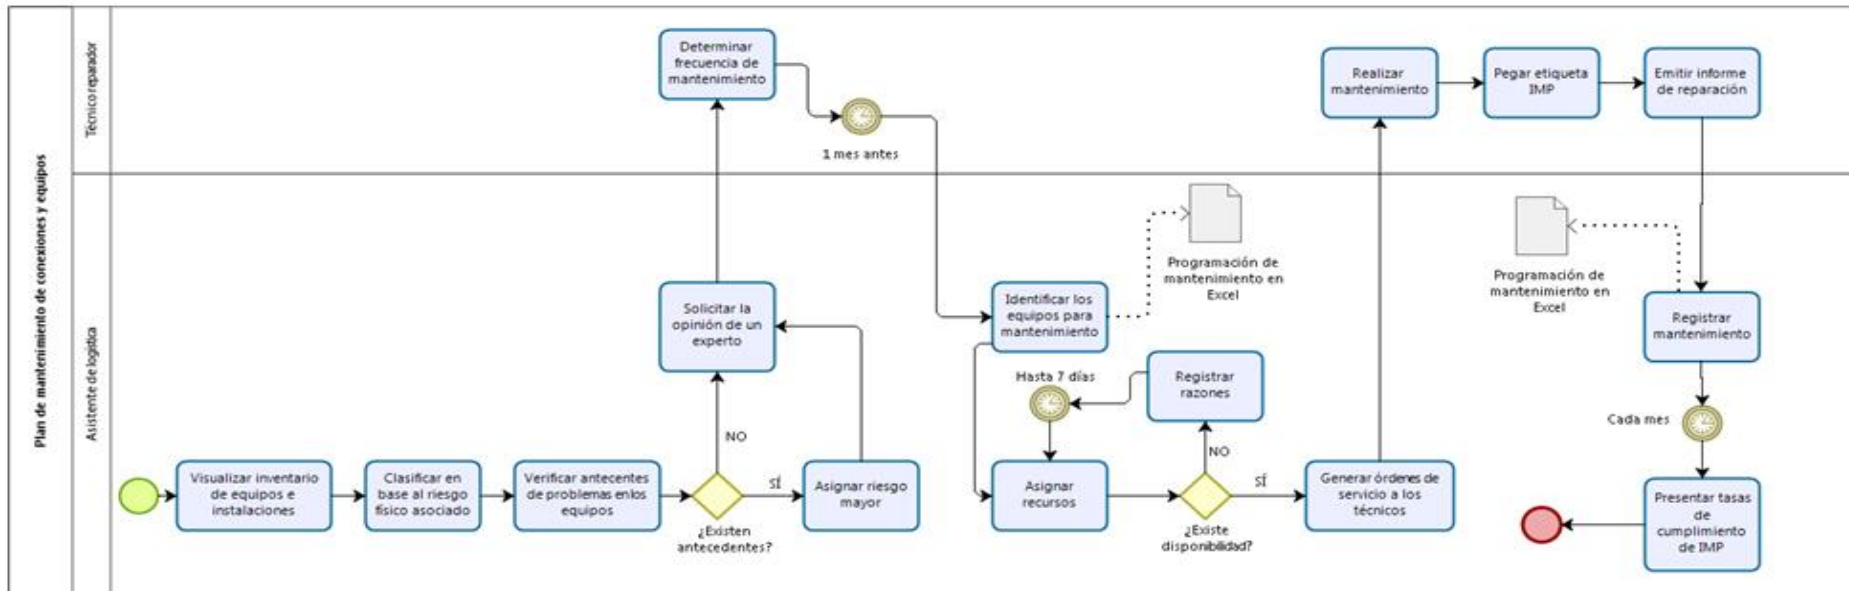 Plan de mantenimiento de conexiones y equipos
Técnico reparador
Determinar
frecuencia de
mantenimiento
1 mes antes
Realizar
mantenimiento
Pegar etiqueta
IMP
Emitir informe
de reparación
Asistente de logística
Visualizar inventario
de equipos e
instalaciones
Clasificar en
base al riesgo
físico asociado
Verificar antecentes
de problemas en los
equipos
¿Existen
antecedentes?
NO
SÍ
Asignar riesgo
mayor
Solicitar la
opinión de un
experto
Identificar los
equipos para
mantenimiento
Programación de
mantenimiento en
Excel
Asignar
recursos
Hasta 7 días
Registrar
razones
NO
¿Existe
disponibilidad?
SÍ
Generar órdenes de
servicio a los
técnicos
Programación de
mantenimiento en
Excel
Registrar
mantenimiento
Cada mes
Presentar tasas
de
cumplimiento
de IMP